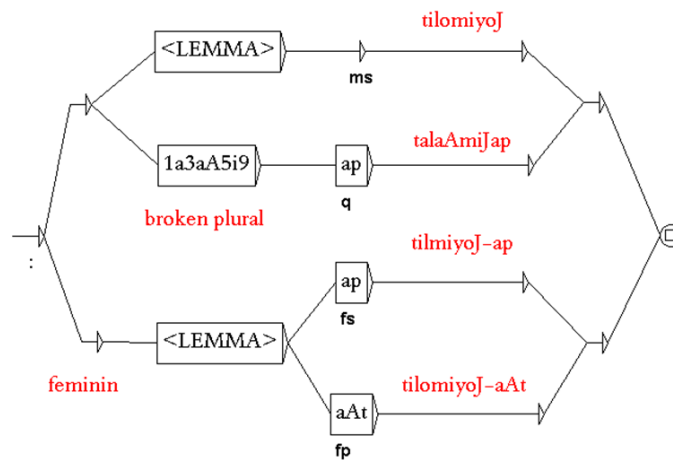 tilomiyoJ
<LEMMA>
ms
talaAmiJap
1a3aA5i9
ap
q
broken plural
:
tilmiyoJ-ap
ap
fs
<LEMMA>
feminin
tilomiyoJ-aAt
aAt
fp